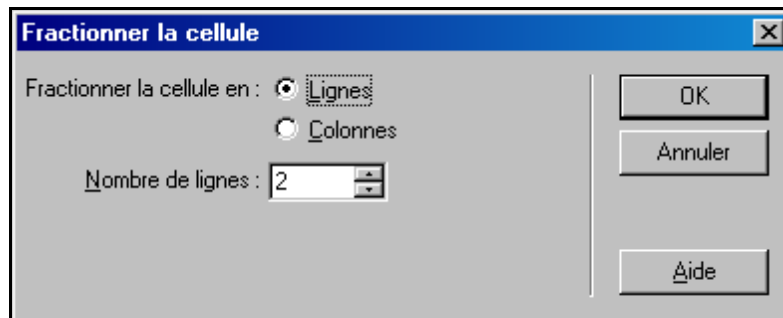 Fractionner la cellule
Fractionner la cellule en : Lignes
Colonnes
Nombre de lignes : 2
OK
Annuler
Aide